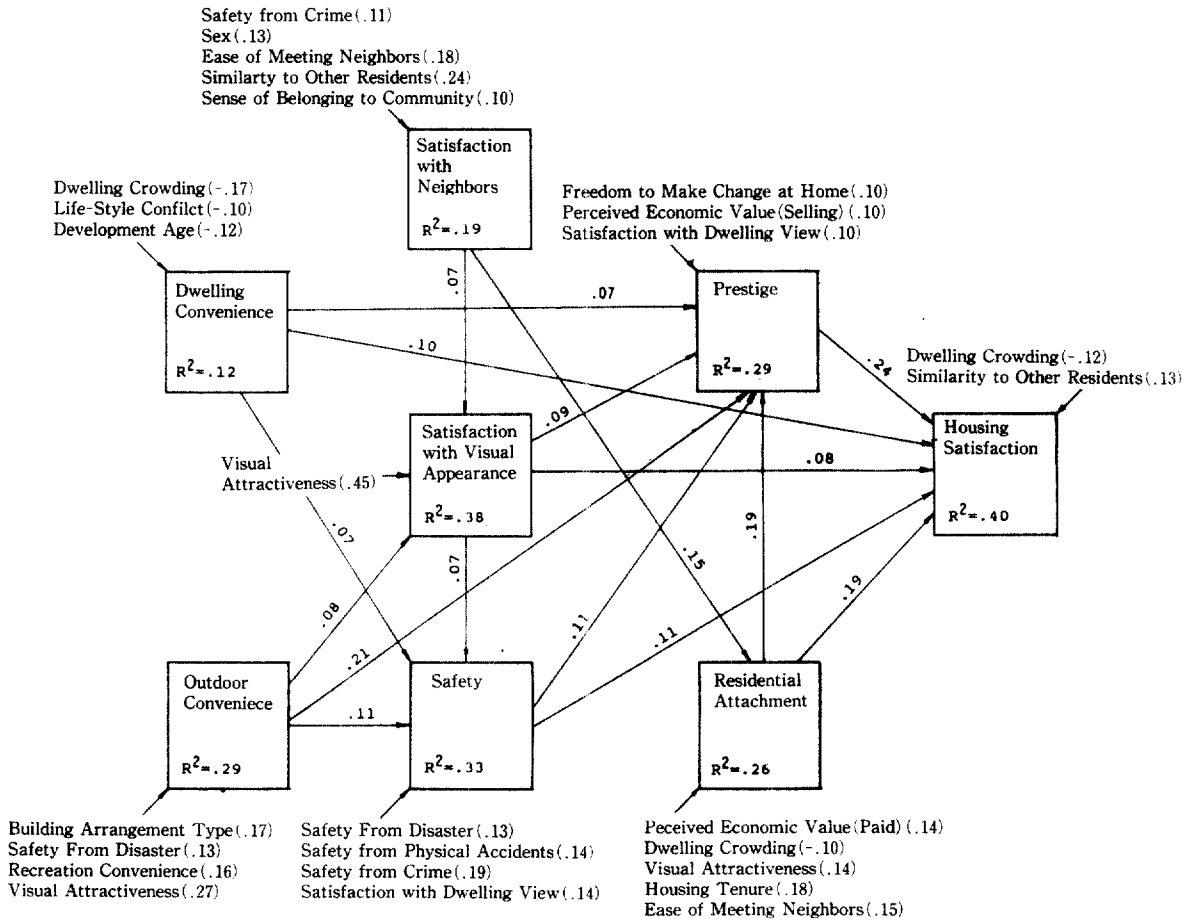 Safety from Crime(.11)
Sex(.13)
Ease of Meeting Neighbors(.18)
Similarty to Other Residents(.24)
Sense of Belonging to Community(.10)
Satisfaction
with
Neighbors
R²=.19
Dwelling Crowding(-.17)
Life-Style Confilct(-.10)
Development Age(-.12)
Freedom to Make Change at Home(.10)
Perceived Economic Value(Selling)(.10)
Satisfaction with Dwelling View(.10)
Dwelling
Convenience
R²=.12
.07
.07
Prestige
R²=.29
.10
.24
Dwelling Crowding(-.12)
Similarity to Other Residents(.13)
.09
Satisfaction
with Visual
Appearance
R²=.38
Visual
Attractiveness(.45)
.08
Housing
Satisfaction
R²=.40
.07
.07
.15
.19
.19
.08
.21
.11
.11
Outdoor
Conveniece
R²=.29
.11
Safety
R²=.33
Residential
Attachment
R²=.26
Building Arrangement Type(.17)
Safety From Disaster(.13)
Recreation Convenience(.16)
Visual Attractiveness(.27)
Safety From Disaster(.13)
Safety from Physical Accidents(.14)
Safety from Crime(.19)
Satisfaction with Dwelling View(.14)
Peceived Economic Value(Paid)(.14)
Dwelling Crowding(-.10)
Visual Attractiveness(.14)
Housing Tenure(.18)
Ease of Meeting Neighbors(.15)